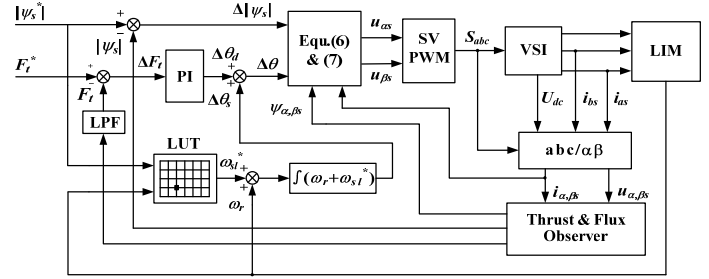 |ψs*|
+
−
|ψs|
Δ|ψs|
Equ.(6)
& (7)
uαs
uβs
SV
PWM
Sabc
VSI
LIM
Ft*
+
−
Ft
ΔFt
PI
Δθd
+
+
Δθs
Δθ
ψα,βs
Udc
ibs
ias
LPF
LUT
abc/αβ
ωsl*
+
+
ωr
∫(ωr+ωsl*)
iα,βs
uα,βs
Thrust & Flux
Observer